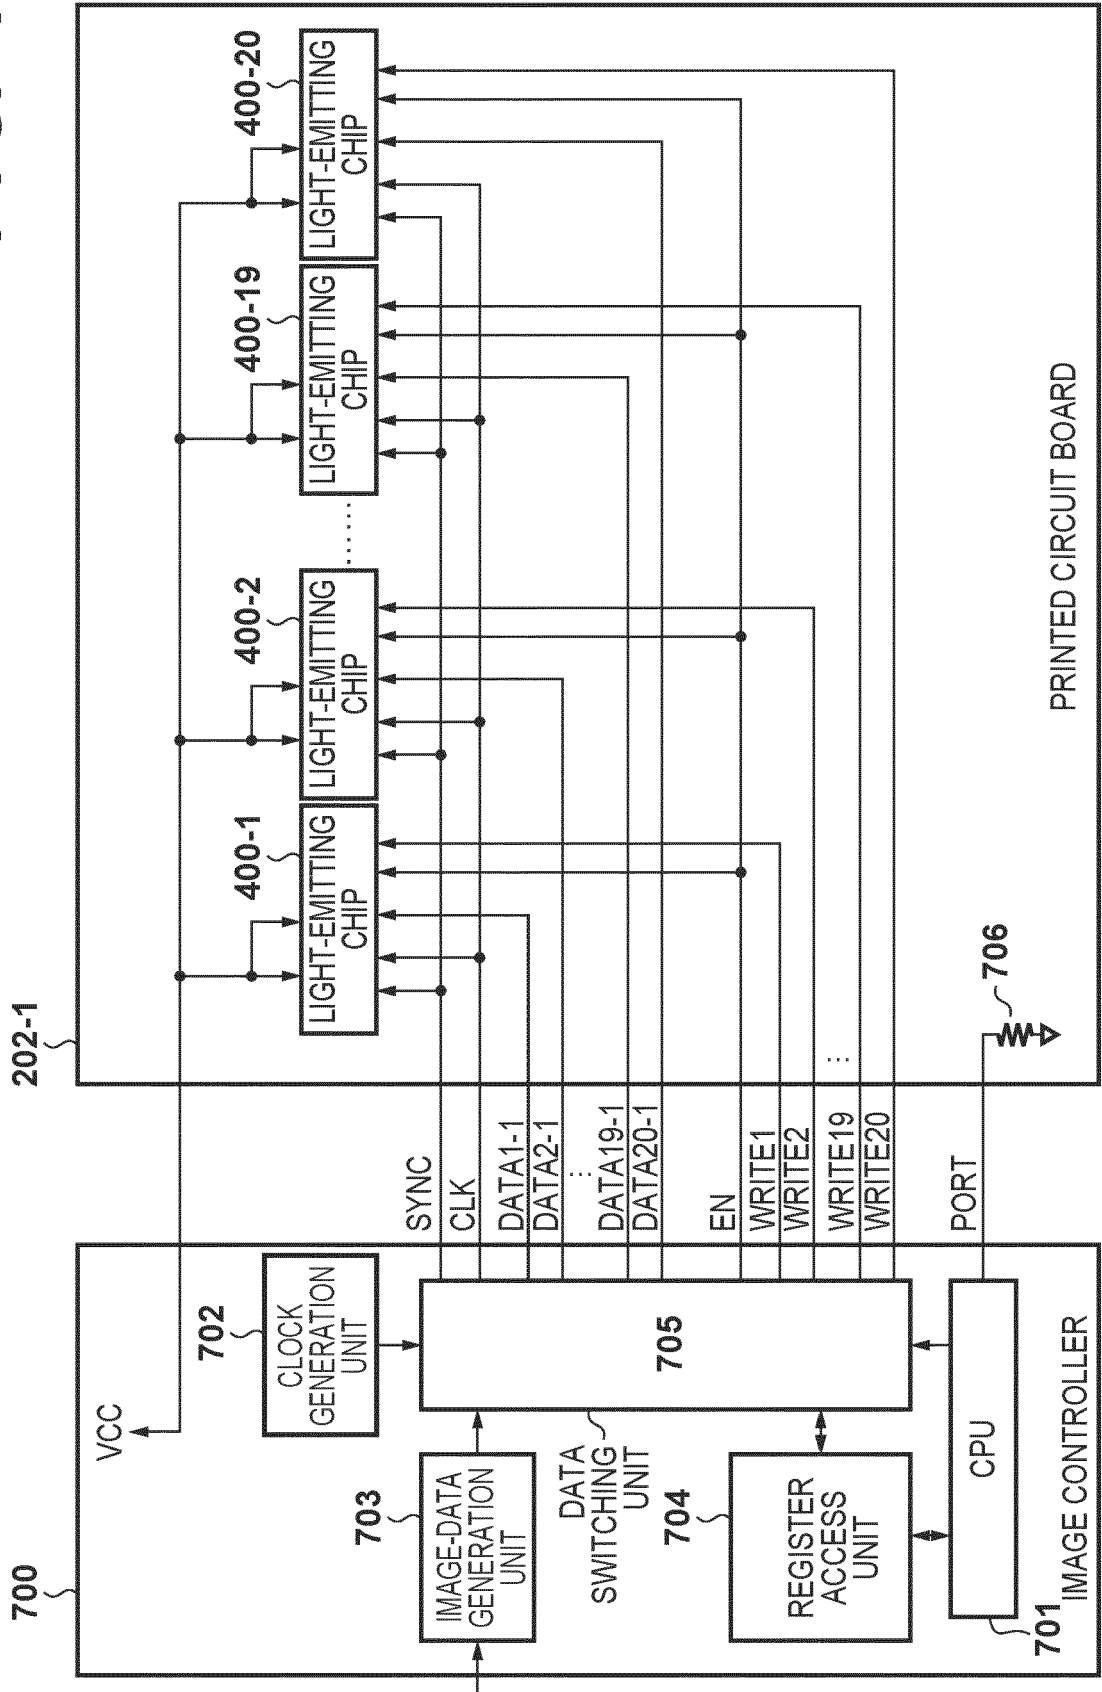 700
VCC
702
CLOCK
GENERATION
UNIT
703
IMAGE-DATA
GENERATION
UNIT
DATA
SWITCHING
UNIT
705
704
REGISTER
ACCESS
UNIT
CPU
701
IMAGE CONTROLLER
SYNC
CLK
DATA1-1
DATA2-1
...
DATA19-1
DATA20-1
EN
WRITE1
WRITE2
...
WRITE19
WRITE20
PORT
202-1
400-1
LIGHT-EMITTING
CHIP
400-2
LIGHT-EMITTING
CHIP
......
400-19
LIGHT-EMITTING
CHIP
400-20
LIGHT-EMITTING
CHIP
706
PRINTED CIRCUIT BOARD